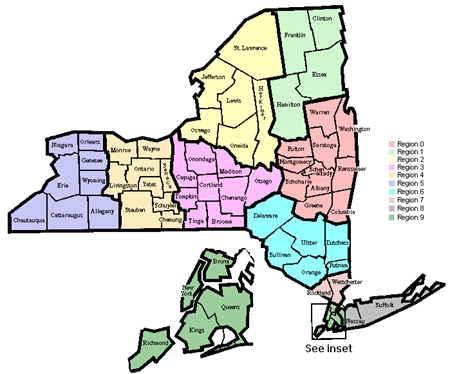 Clinton
Franklin
St. Lawrence
Essex
Jefferson
Lewis
Herkimer
Hamilton
Warren
Washington
Oswego
Oneida
Fulton
Saratoga
Montgomery
Niagara
Orleans
Monroe
Wayne
Onondaga
Madison
Otsego
Schoharie
Rensselaer
Genesee
Ontario
Seneca
Cayuga
Albany
Erie
Wyoming
Livingston
Yates
Cortland
Chenango
Tompkins
Greene
Columbia
Chautauqua
Cattaraugus
Allegany
Steuben
Schuyler
Chemung
Tioga
Broome
Delaware
Ulster
Dutchess
Sullivan
Orange
Putnam
Rockland
Westchester
Suffolk
Nassau
See inset
Bronx
New
York
Queens
Kings
Richmond
Region 0
Region 1
Region 2
Region 3
Region 4
Region 5
Region 6
Region 7
Region 8
Region 9